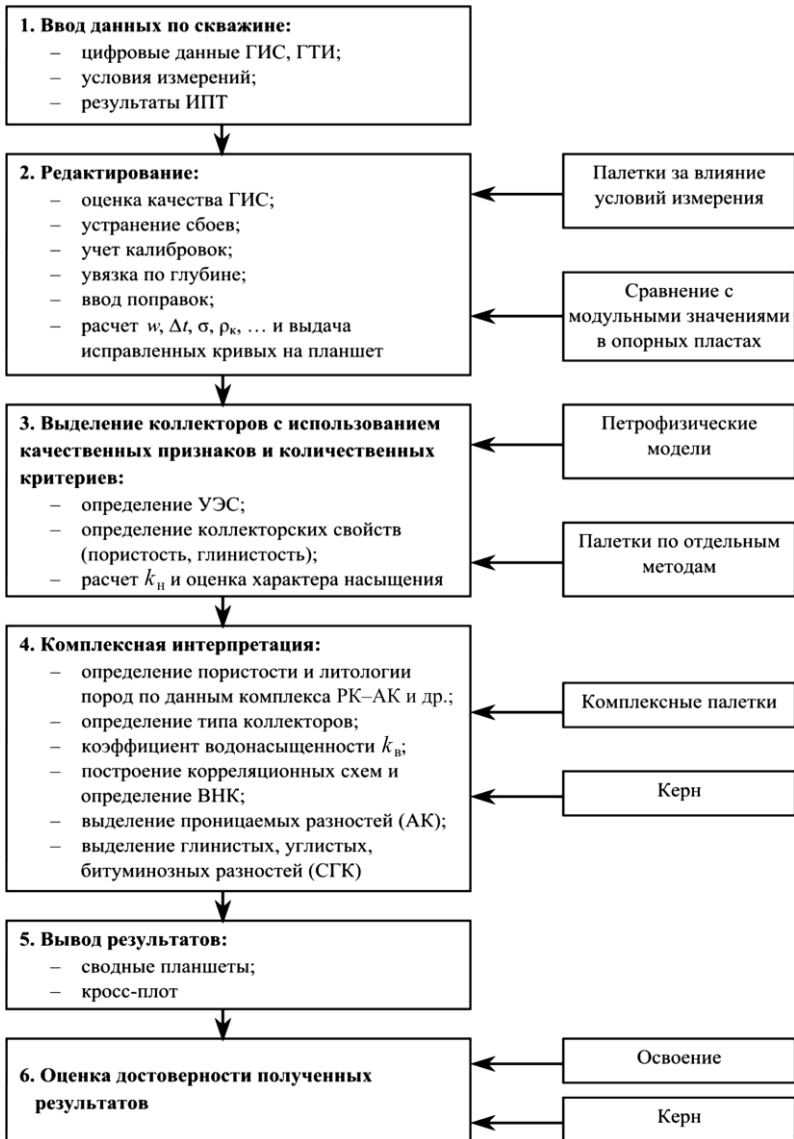 1. Ввод данных по скважине:
– цифровые данные ГИС, ГТИ;
– условия измерений;
– результаты ИПТ
2. Редактирование:
– оценка качества ГИС;
– устранение сбоев;
– учет калибровок;
– увязка по глубине;
– ввод поправок;
– расчет w, Δt, σ, ρк, … и выдача
исправленных кривых на планшет
Палетки за влияние
условий измерения
Сравнение с
модульными значениями
в опорных пластах
3. Выделение коллекторов с использованием
качественных признаков и количественных
критериев:
– определение УЭС;
– определение коллекторских свойств
(пористость, глинистость);
– расчет kн и оценка характера насыщения
Петрофизические
модели
Палетки по отдельным
методам
4. Комплексная интерпретация:
– определение пористости и литологии
пород по данным комплекса РК–АК и др.;
– определение типа коллекторов;
– коэффициент водонасыщенности kв;
– построение корреляционных схем и
определение ВНК;
– выделение проницаемых разностей (АК);
– выделение глинистых, углистых,
битуминозных разностей (СГК)
Комплексные палетки
Керн
5. Вывод результатов:
– сводные планшеты;
– кросс-плот
6. Оценка достоверности полученных
результатов
Освоение
Керн